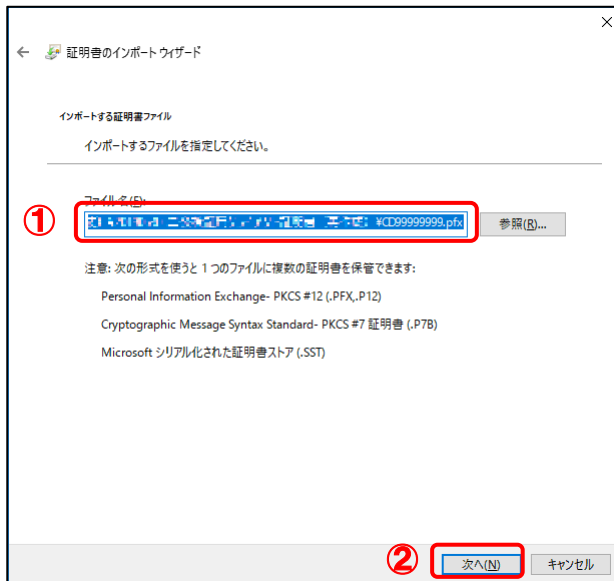 ×
← 証明書のインポート ウィザード
インポートする証明書ファイル
インポートするファイルを指定してください。
ファイル名(F):
① ¥CD99999999.pfx 参照(R)...
注意: 次の形式を使うと 1 つのファイルに複数の証明書を保管できます:
Personal Information Exchange- PKCS #12 (.PFX,.P12)
Cryptographic Message Syntax Standard- PKCS #7 証明書 (.P7B)
Microsoft シリアル化された証明書ストア (.SST)
② 次へ(N) キャンセル